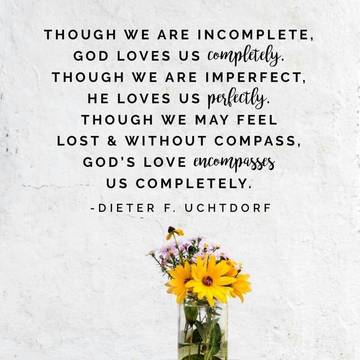 THOUGH WE ARE INCOMPLETE,
GOD LOVES US completely.
THOUGH WE ARE IMPERFECT,
HE LOVES US perfectly.
THOUGH WE MAY FEEL
LOST & WITHOUT COMPASS,
GOD'S LOVE encompasses
US COMPLETELY.
-DIETER F. UCHTDORF